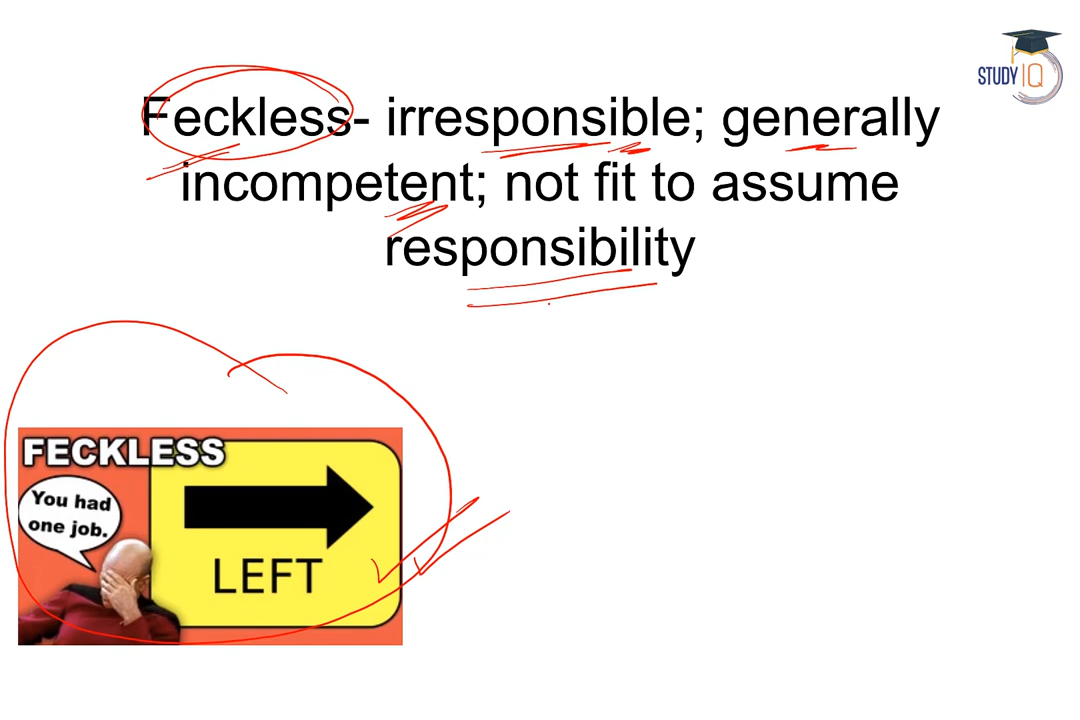 STUDY IQ
Feckless- irresponsible; generally
incompetent; not fit to assume
responsibility
FECKLESS
You had
one job.
LEFT